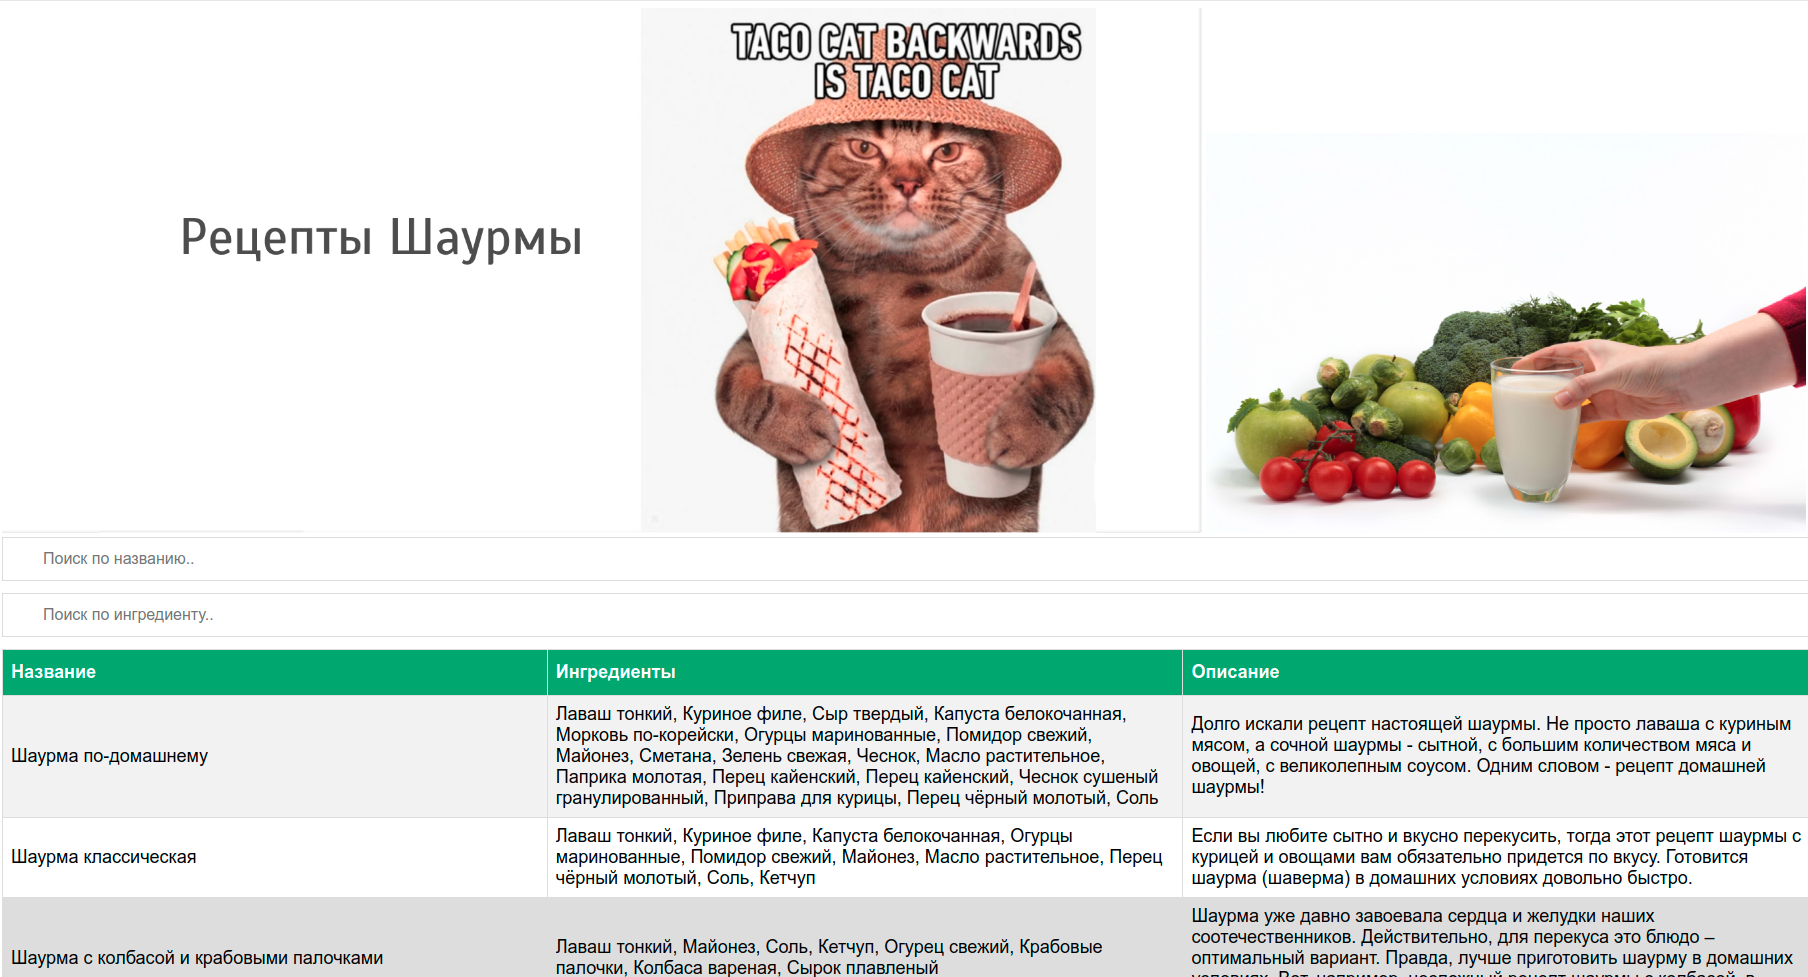 TACO CAT BACKWARDS
IS TACO CAT
Рецепты Шаурмы
Поиск по названию..
Поиск по ингредиенту..
Название
Ингредиенты
Описание
Шаурма по-домашнему
Лаваш тонкий, Куриное филе, Сыр твердый, Капуста белокочанная,
Морковь по-корейски, Огурцы маринованные, Помидор свежий,
Майонез, Сметана, Зелень свежая, Чеснок, Масло растительное,
Паприка молотая, Перец кайенский, Перец кайенский, Чеснок сушеный
гранулированный, Приправа для курицы, Перец чёрный молотый, Соль
Долго искали рецепт настоящей шаурмы. Не просто лаваша с куриным
мясом, а сочной шаурмы - сытной, с большим количеством мяса и
овощей, с великолепным соусом. Одним словом - рецепт домашней
шаурмы!
Шаурма классическая
Лаваш тонкий, Куриное филе, Капуста белокочанная, Огурцы
маринованные, Помидор свежий, Майонез, Масло растительное, Перец
чёрный молотый, Соль, Кетчуп
Если вы любите сытно и вкусно перекусить, тогда этот рецепт шаурмы с
курицей и овощами вам обязательно придется по вкусу. Готовится
шаурма (шаверма) в домашних условиях довольно быстро.
Шаурма с колбасой и крабовыми палочками
Лаваш тонкий, Майонез, Соль, Кетчуп, Огурец свежий, Крабовые
палочки, Колбаса вареная, Сырок плавленый
Шаурма уже давно завоевала сердца и желудки наших
соотечественников. Действительно, для перекуса это блюдо –
оптимальный вариант. Правда, лучше приготовить шаурму в домашних